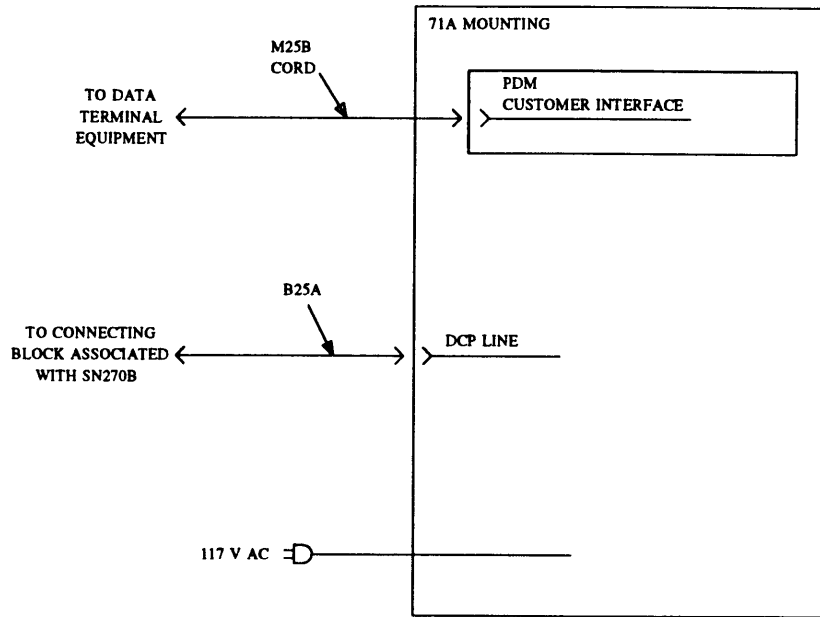 71A MOUNTING
M25B
CORD
PDM
CUSTOMER INTERFACE
TO DATA
TERMINAL
EQUIPMENT
B25A
TO CONNECTING
BLOCK ASSOCIATED
WITH SN270B
DCP LINE
117 V AC